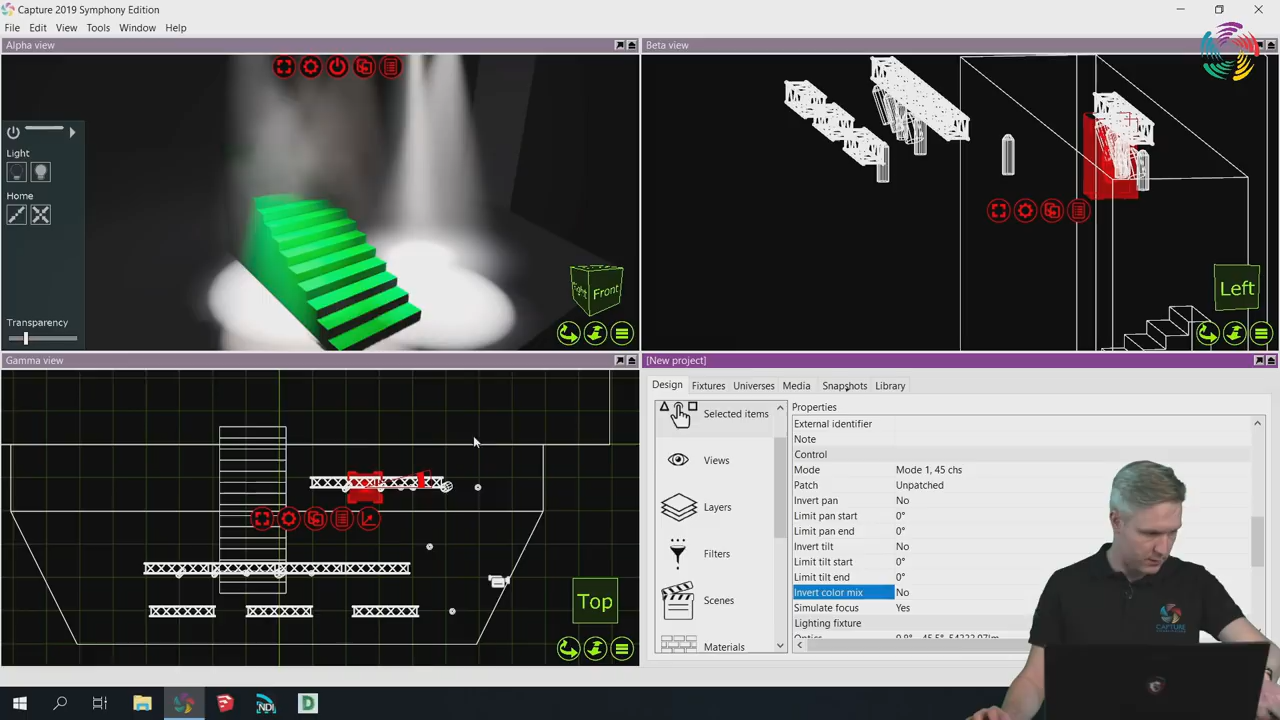 Capture 2019 Symphony Edition
File Edit View Tools Window Help
Alpha view
Light
Home
Transparency
Front
Beta view
Left
Gamma view
Top
[New project]
Design Fixtures Universes Media Snapshots Library
Selected items
Views
Layers
Filters
Scenes
Materials
Properties
External identifier
Note
Control
Mode Mode 1, 45 chs
Patch Unpatched
Invert pan No
Limit pan start 0°
Limit pan end 0°
Invert tilt No
Limit tilt start 0°
Limit tilt end 0°
Invert color mix No
Simulate focus Yes
Lighting fixture
CAPTURE
NDI
D